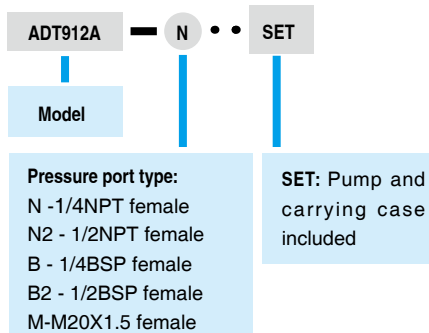 ADT912A — N • • SET
Model
Pressure port type:
N -1/4NPT female
N2 - 1/2NPT female
B - 1/4BSP female
B2 - 1/2BSP female
M-M20X1.5 female
SET: Pump and
carrying case
included